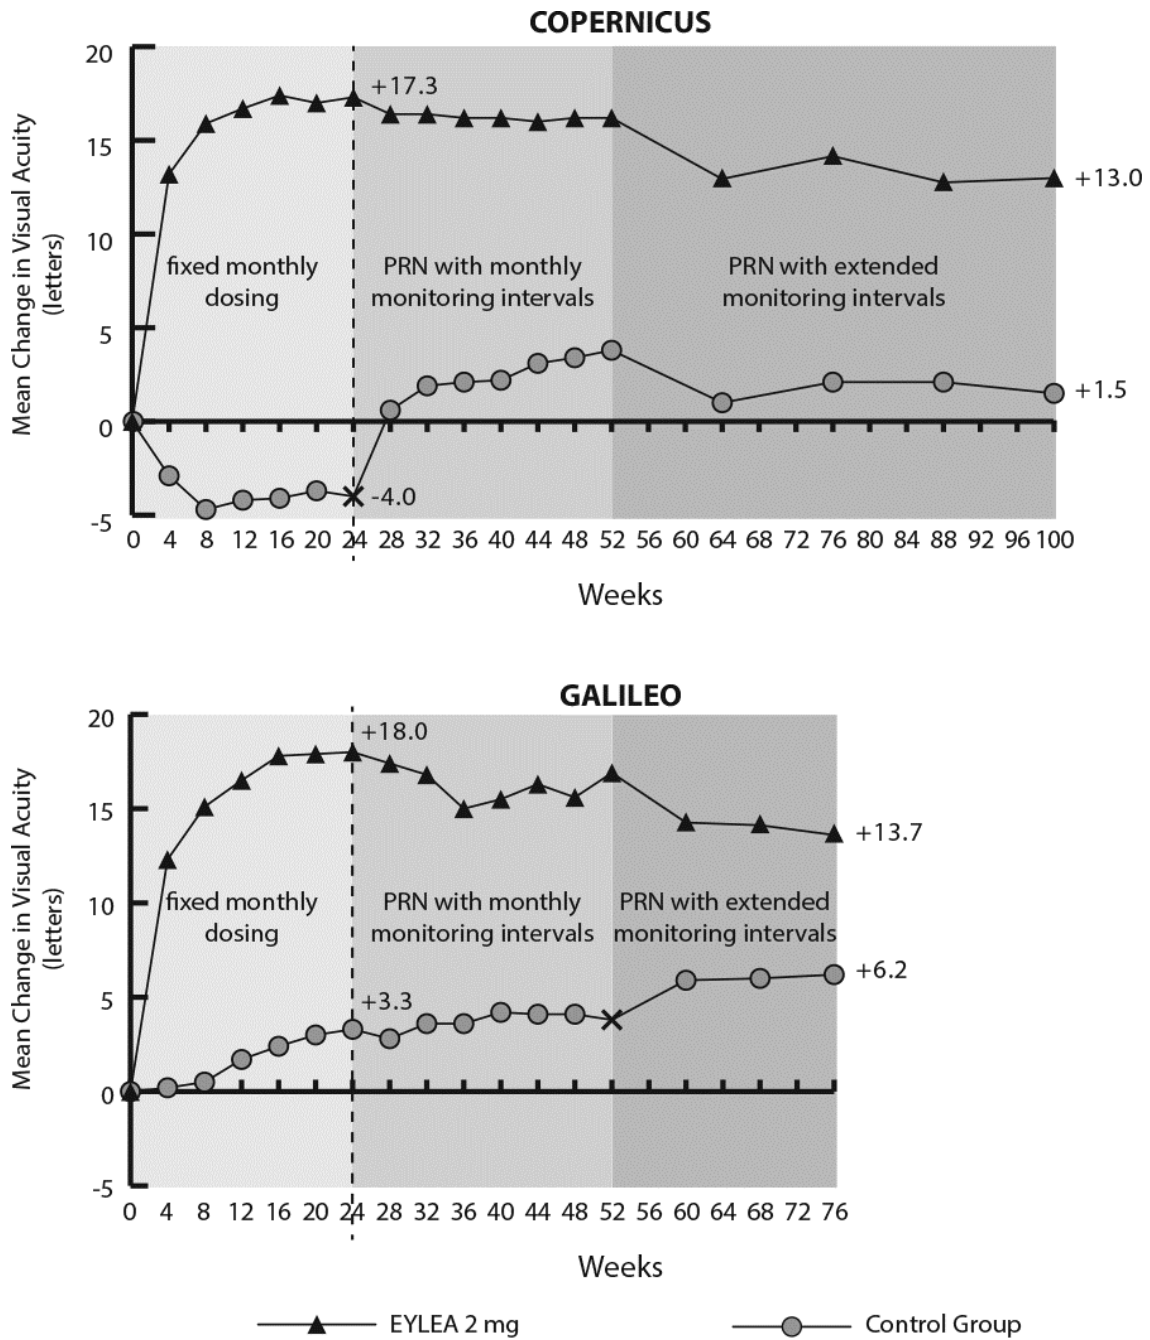 COPERNICUS
Mean Change in Visual Acuity
(letters)
20
15
10
5
0
-5
+17.3
+13.0
fixed monthly
dosing
PRN with monthly
monitoring intervals
PRN with extended
monitoring intervals
+1.5
-4.0
0 4 8 12 16 20 24 28 32 36 40 44 48 52 56 60 64 68 72 76 80 84 88 92 96 100
Weeks
GALILEO
Mean Change in Visual Acuity
(letters)
20
15
10
5
0
-5
+18.0
+13.7
fixed monthly
dosing
PRN with monthly
monitoring intervals
PRN with extended
monitoring intervals
+3.3
+6.2
0 4 8 12 16 20 24 28 32 36 40 44 48 52 56 60 64 68 72 76
Weeks
EYLEA 2 mg
Control Group